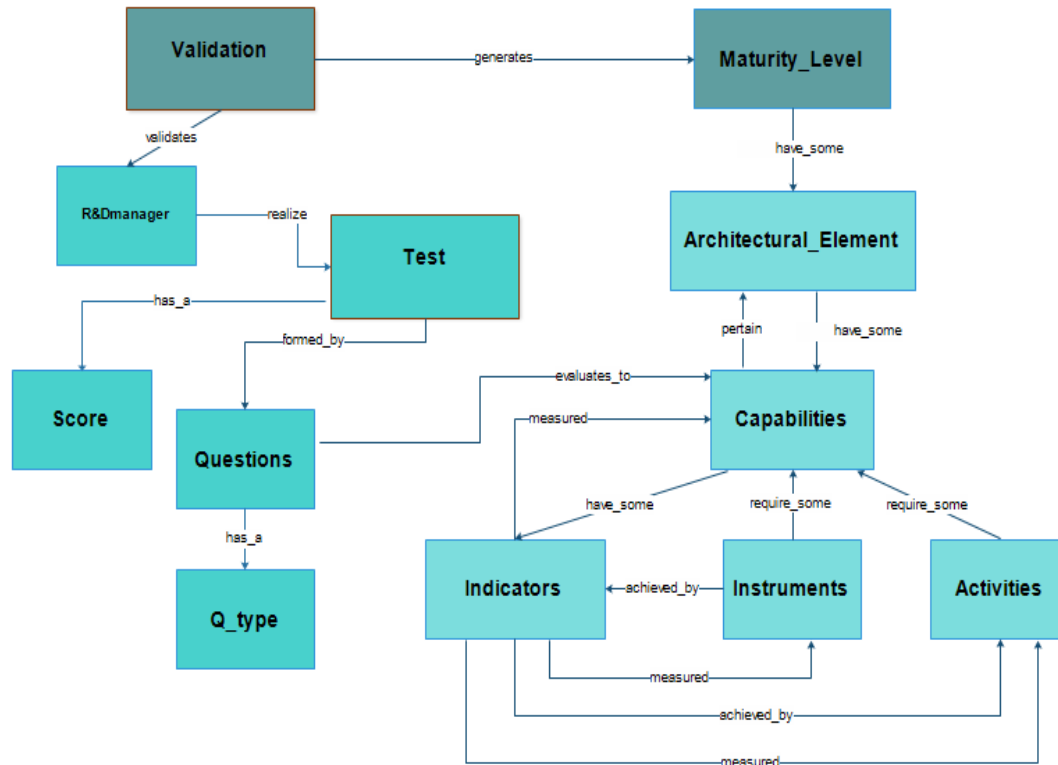 Validation
generates
Maturity_Level
validates
have_some
R&Dmanager
realize
Test
Architectural_Element
has_a
pertain
have_some
formed_by
evaluates_to
Score
Questions
measured
Capabilities
have_some
require_some
require_some
has_a
Indicators
achieved_by
Instruments
Activities
Q_type
measured
achieved_by
measured